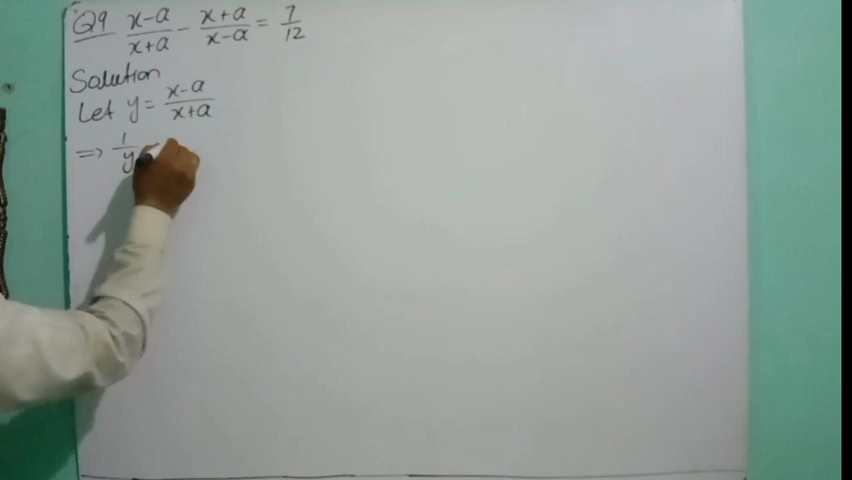 Q9 x-a/x+a - x+a/x-a = 7/12
Solution
Let y = x-a/x+a
=> 1/y